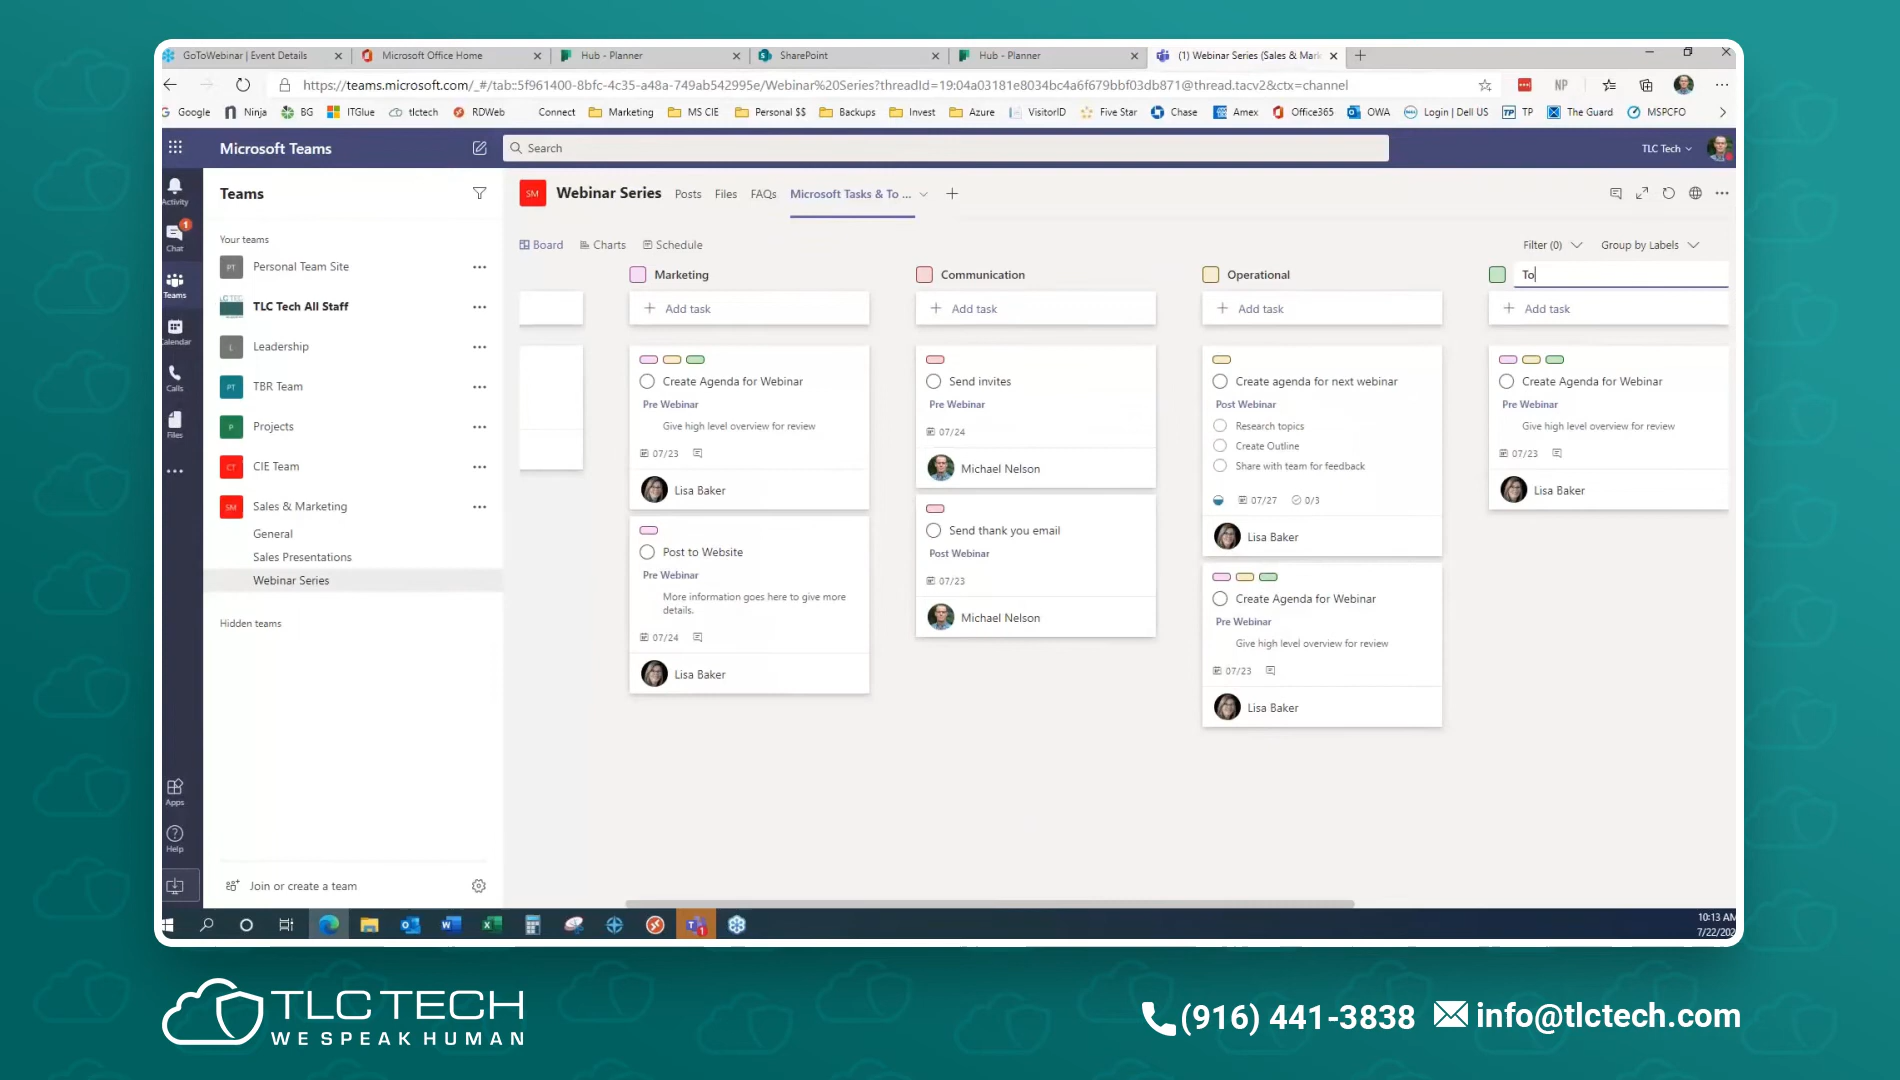 GoToWebinar | Event Details
Microsoft Office Home
Hub - Planner
SharePoint
Hub - Planner
(1) Webinar Series (Sales & Mark
https://teams.microsoft.com/_#/tab::5f961400-8bfc-4c35-a48a-749ab542995e/Webinar%20Series?threadId=19:04a03181e8034bc4a6f679bbf03db871@thread.tacv2&ctx=channel
NP
Google
Ninja
BG
ITGlue
tlctech
RDWeb
Connect
Marketing
MS CIE
Personal $$
Backups
Invest
Azure
VisitorID
Five Star
Chase
Amex
Office365
OWA
Login | Dell US
TP
The Guard
MSPCFO
Microsoft Teams
Search
TLC Tech
Activity
1
Chat
Teams
Calendar
Calls
Files
Apps
Help
Teams
Your teams
PT Personal Team Site
TLC Tech All Staff
L Leadership
PT TBR Team
P Projects
CT CIE Team
SM Sales & Marketing
General
Sales Presentations
Webinar Series
Hidden teams
Join or create a team
SM Webinar Series Posts Files FAQs Microsoft Tasks & To ...
Board Charts Schedule
Filter (0) Group by Labels
Marketing
Add task
Create Agenda for Webinar
Pre Webinar
Give high level overview for review
07/23
Lisa Baker
Post to Website
Pre Webinar
More information goes here to give more
details.
07/24
Lisa Baker
Communication
Add task
Send invites
Pre Webinar
07/24
Michael Nelson
Send thank you email
Post Webinar
07/23
Michael Nelson
Operational
Add task
Create agenda for next webinar
Post Webinar
Research topics
Create Outline
Share with team for feedback
07/27 0/3
Lisa Baker
Create Agenda for Webinar
Pre Webinar
Give high level overview for review
07/23
Lisa Baker
To
Add task
Create Agenda for Webinar
Pre Webinar
Give high level overview for review
07/23
Lisa Baker
10:13 AM
7/22/202
TLC TECH
WE SPEAK HUMAN
(916) 441-3838
info@tlctech.com